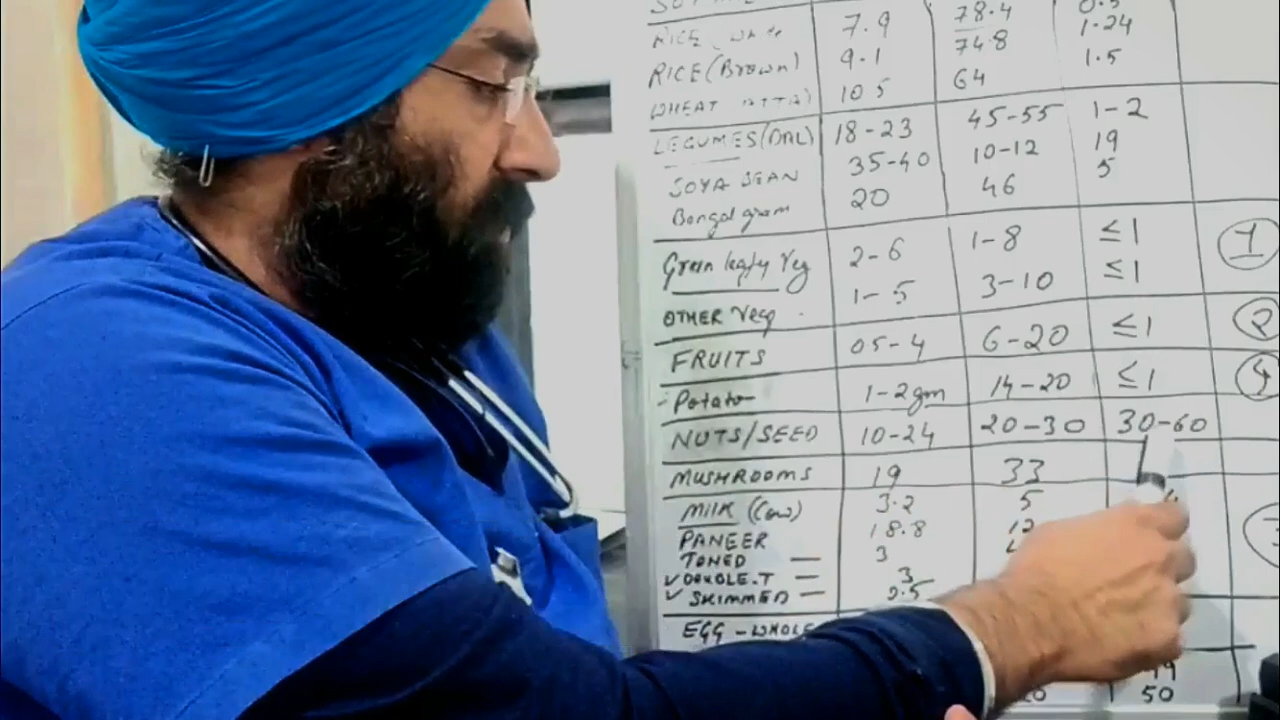 RICE 7.9 78.4 0.5
RICE (Brown) 9.1 74.8 1.24
WHEAT ATTA) 10 5 64 1.5
LEGUMES (DAL) 18-23 45-55 1-2
SOYA BEAN 35-40 10-12 19
Bengal gram 20 46 5
Green leafy Veg 2-6 1-8 ≤1 1
OTHER Veg. 1-5 3-10 ≤1
FRUITS 05-4 6-20 ≤1 2
Potato 1-2gm 14-20 ≤1 4
NUTS/SEED 10-24 20-30 30-60
MUSHROOMS 19 33
MILK (Cow) 3.2 5
PANEER 18.8 12
TONED — 3
✓ DOUBLE.T — 3
✓ SKIMMED —
EGG - WHOLE
50